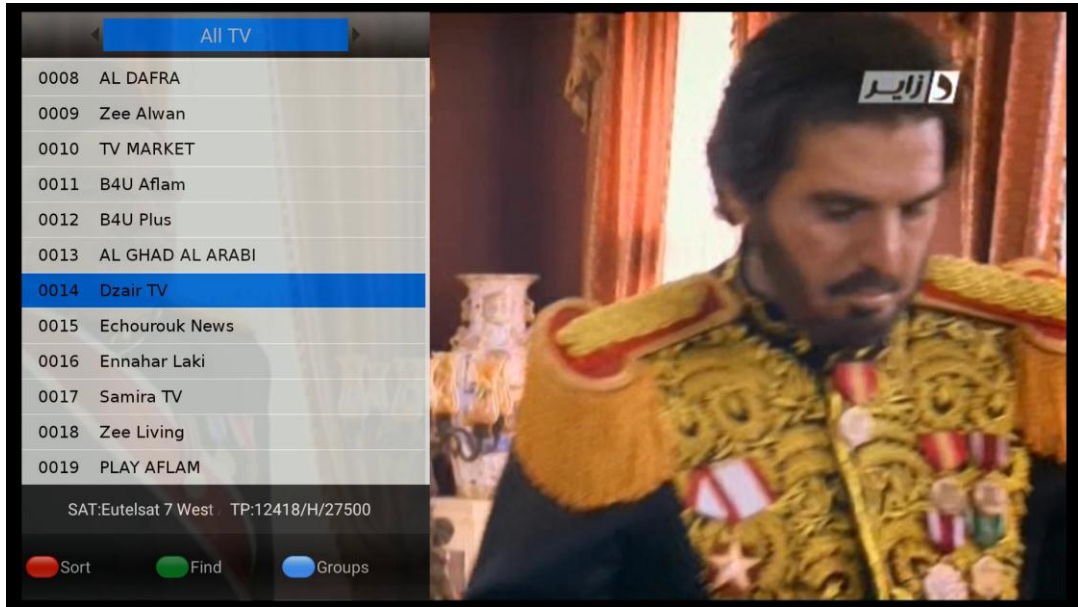 All TV
0008 AL DAFRA
0009 Zee Alwan
0010 TV MARKET
0011 B4U Aflam
0012 B4U Plus
0013 AL GHAD AL ARABI
0014 Dzair TV
0015 Echourouk News
0016 Ennahar Laki
0017 Samira TV
0018 Zee Living
0019 PLAY AFLAM
SAT:Eutelsat 7 West TP:12418/H/27500
Sort Find Groups
دزاير